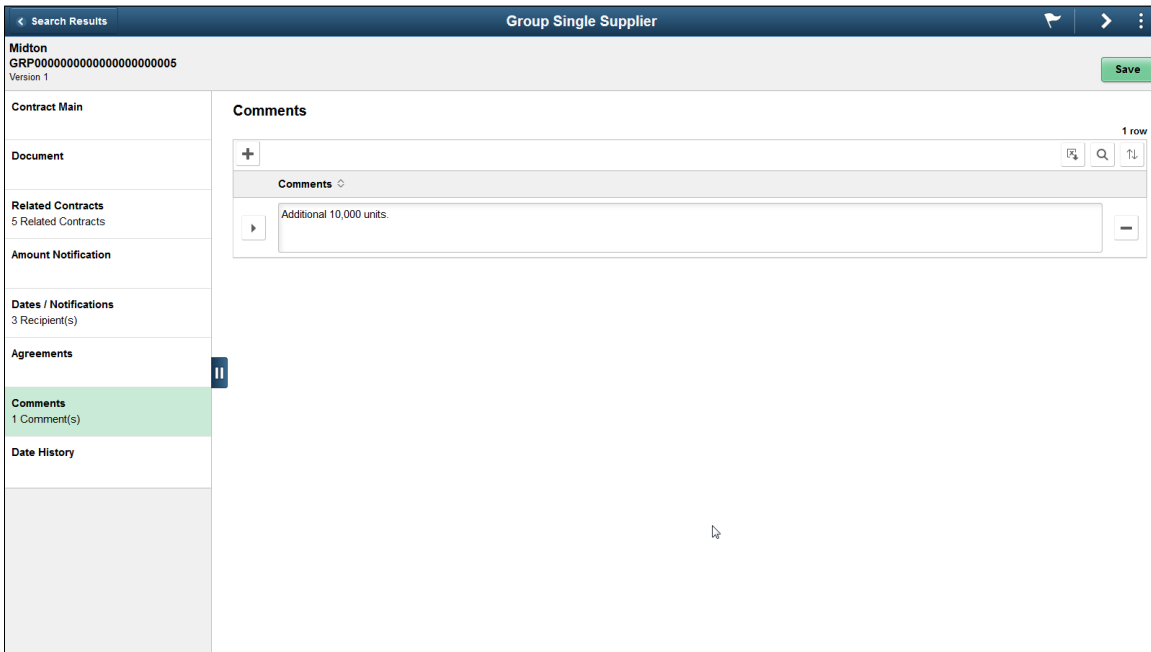 Search Results
Group Single Supplier
Midton
GRP0000000000000000000005
Version 1
Save
Contract Main
Document
Related Contracts
5 Related Contracts
Amount Notification
Dates / Notifications
3 Recipient(s)
Agreements
Comments
1 Comment(s)
Date History
Comments
1 row
Comments
Additional 10,000 units.